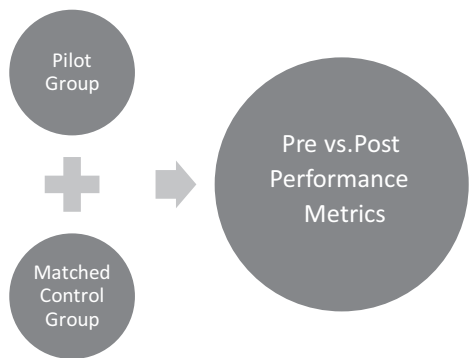 Pilot
Group
Matched
Control
Group
Pre vs.Post
Performance
Metrics